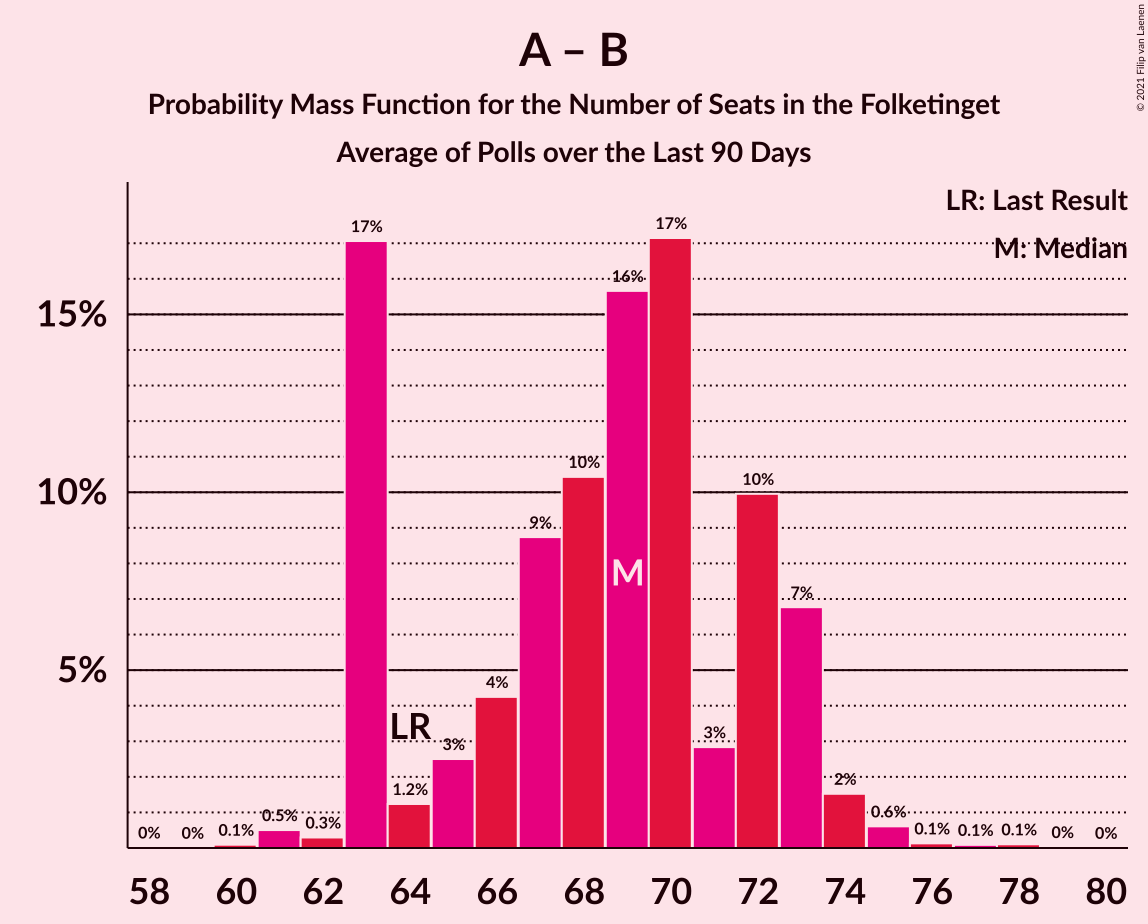 © 2021 Filip van Laenen
A – B
Probability Mass Function for the Number of Seats in the Folketinget
Average of Polls over the Last 90 Days
LR: Last Result
M: Median
15%
10%
5%
0%
0%
0.1%
0.5%
0.3%
17%
1.2%
3%
4%
9%
10%
16%
17%
3%
10%
7%
2%
0.6%
0.1%
0.1%
0.1%
0%
0%
LR
M
58 60 62 64 66 68 70 72 74 76 78 80